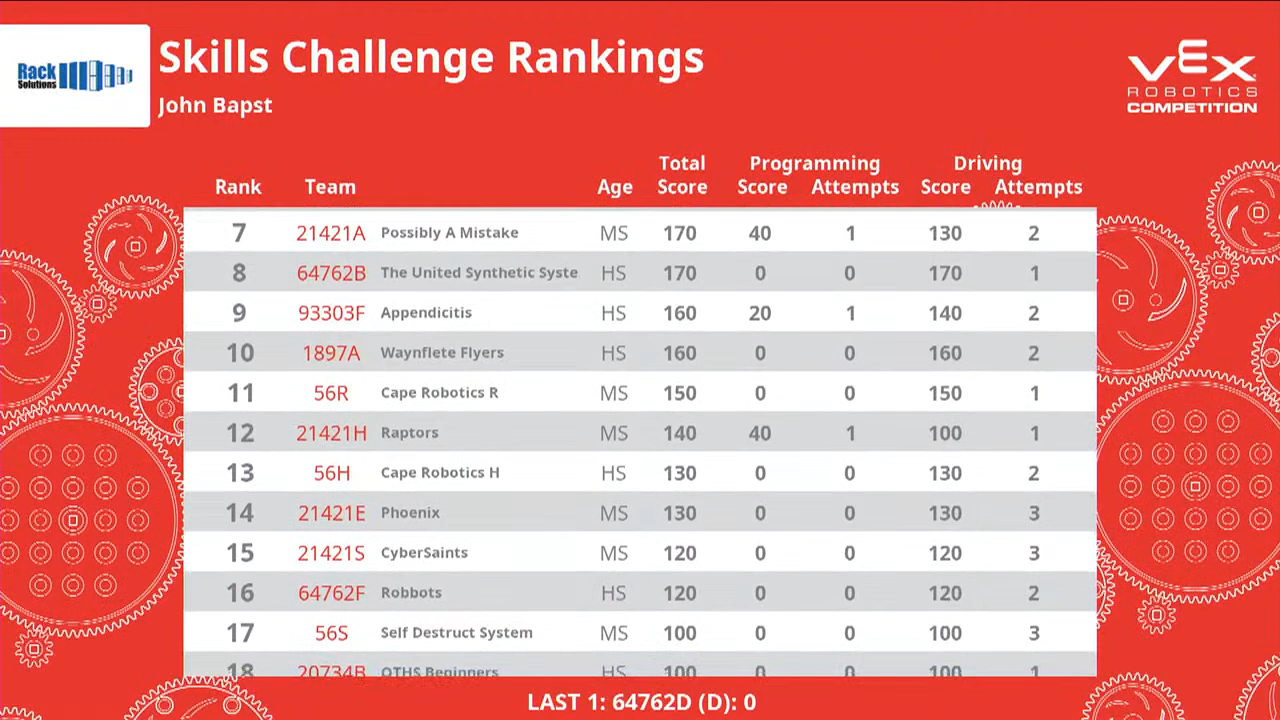 Rack
Solutions
Skills Challenge Rankings
John Bapst
VEX
ROBOTICS
COMPETITION
Total Programming Driving
Rank Team Age Score Score Attempts Score Attempts
7 21421A Possibly A Mistake MS 170 40 1 130 2
8 64762B The United Synthetic Syste HS 170 0 0 170 1
9 93303F Appendicitis HS 160 20 1 140 2
10 1897A Waynflete Flyers HS 160 0 0 160 2
11 56R Cape Robotics R MS 150 0 0 150 1
12 21421H Raptors MS 140 40 1 100 1
13 56H Cape Robotics H HS 130 0 0 130 2
14 21421E Phoenix MS 130 0 0 130 3
15 21421S CyberSaints MS 120 0 0 120 3
16 64762F Robbots HS 120 0 0 120 2
17 56S Self Destruct System MS 100 0 0 100 3
18 20734B OTHS Beginners HS 100 0 0 100 1
LAST 1: 64762D (D): 0